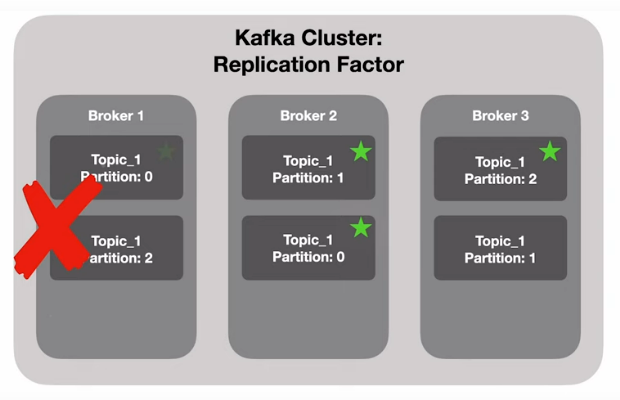 Kafka Cluster:
Replication Factor
Broker 1
Topic_1
Partition: 0
Topic_1
artition: 2
Broker 2
Topic_1
Partition: 1
Topic_1
Partition: 0
Broker 3
Topic_1
Partition: 2
Topic_1
Partition: 1